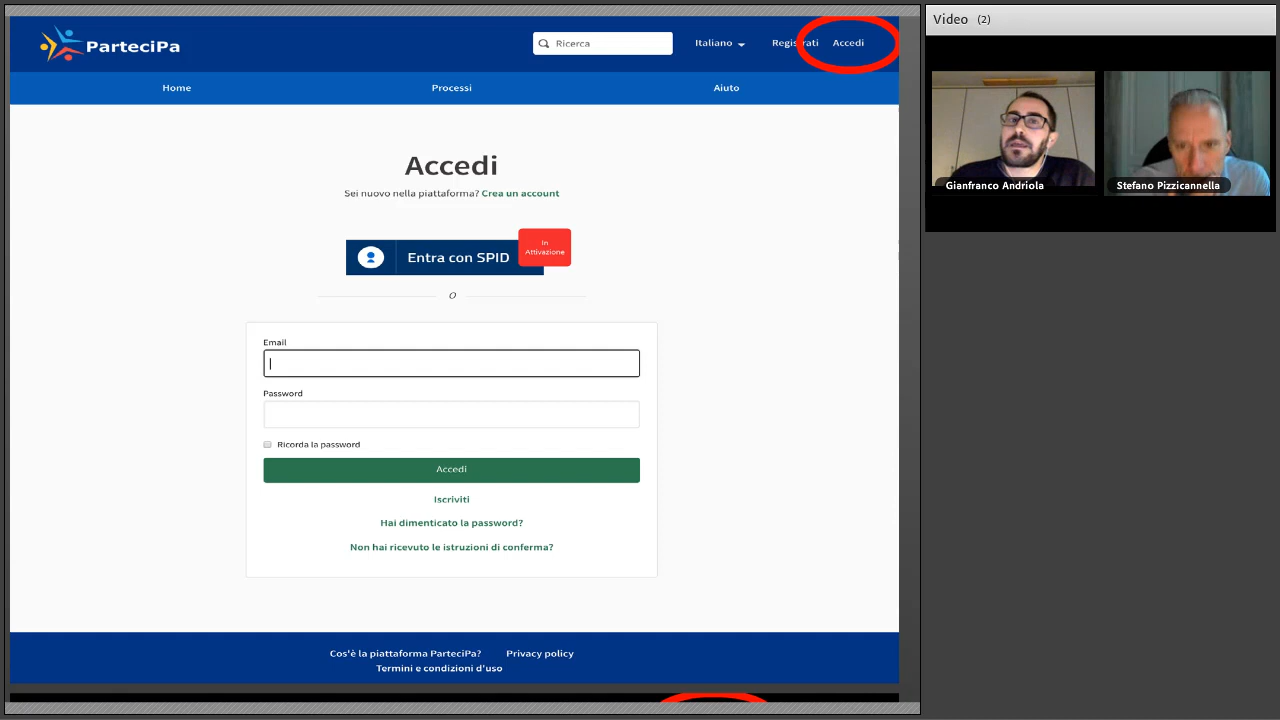 ParteciPa
Ricerca
Italiano
Registrati
Accedi
Home
Processi
Aiuto
Accedi
Sei nuovo nella piattaforma? Crea un account
Entra con SPID
In
Attivazione
O
Email
Password
Ricorda la password
Accedi
Iscriviti
Hai dimenticato la password?
Non hai ricevuto le istruzioni di conferma?
Cos'è la piattaforma ParteciPa?
Privacy policy
Termini e condizioni d'uso
Video (2)
Gianfranco Andriola
Stefano Pizzicannella